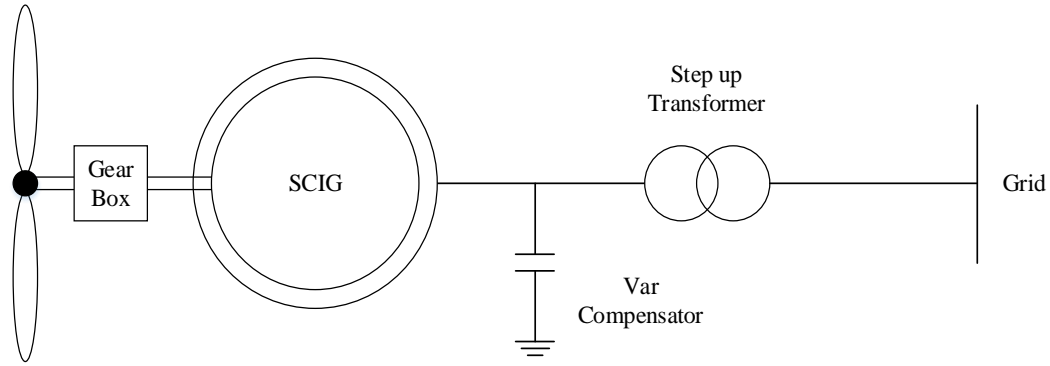 Step up
Transformer
Gear
Box
SCIG
Grid
Var
Compensator